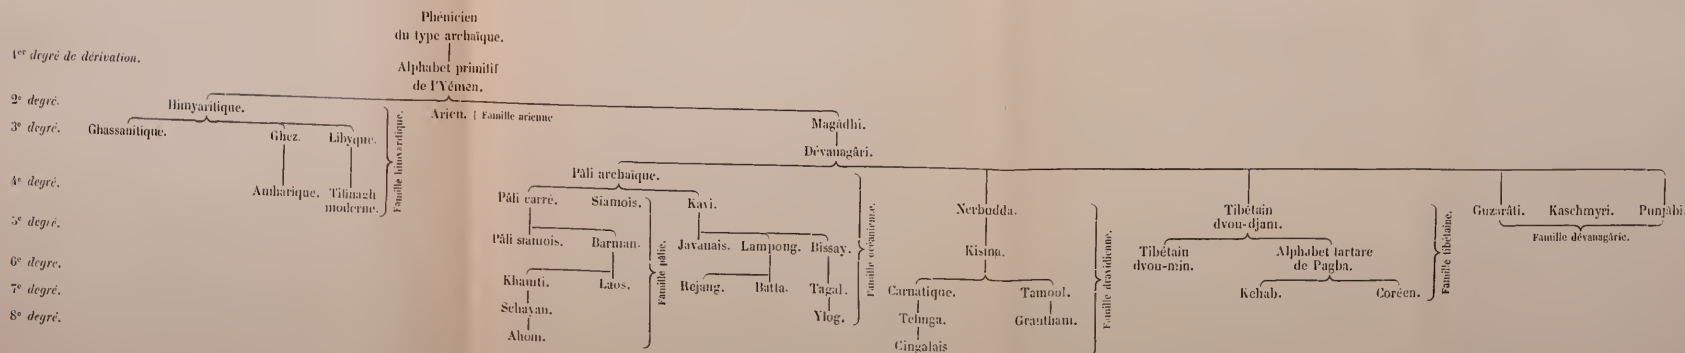 Phénicien
du type archaïque.
1er degré de dérivation.
Alphabet primitif
de l'Yémen.
2e degré.
Himyaritique.
Arien. { Famille arienne
Magâdhi.
3e degré.
Ghassanitique.
Ghez.
Libyque.
Famille himyaritique.
Dévanagâri.
4e degré.
Amharique.
Tifinagh
moderne.
Pâli archaïque.
5e degré.
Pâli carré.
Siamois.
Kavi.
Nerbudda.
Tibétain
dvou-djam.
Guzarâti.
Kaschmyri.
Punjâbi.
Famille dévanagârie.
Pâli siamois.
Barman.
Javanais.
Lampong.
Bissay.
Kisma.
Tibétain
dvou-min.
Alphabet tartare
de Pagba.
6e degré.
Khamti.
Laos.
Famille pâlie.
Rejang.
Batta.
Tagal.
Famille océanienne.
7e degré.
Carnatique.
Tamoul.
Famille dravidienne.
Kehab.
Coréen.
Famille tibétaine.
Schayan.
Ylog.
Telinga.
Grantham.
8e degré.
Ahom.
Cingalais